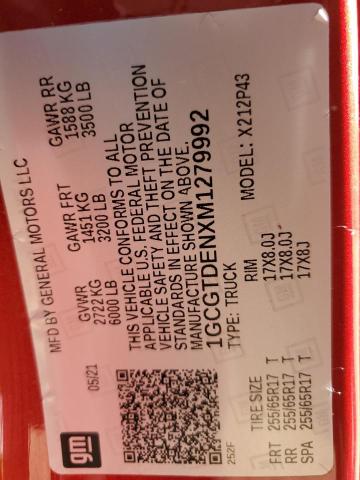 MFD BY GENERAL MOTORS LLC
05/21
GVWR GAWR FRT GAWR RR
2722 KG 1451 KG 1588 KG
6000 LB 3200 LB 3500 LB
THIS VEHICLE CONFORMS TO ALL
APPLICABLE U.S. FEDERAL MOTOR
VEHICLE SAFETY AND THEFT PREVENTION
STANDARDS IN EFFECT ON THE DATE OF
MANUFACTURE SHOWN ABOVE.
1GCGTDENXM1279992
TYPE: TRUCK MODEL: X212P43
252F
TIRE SIZE RIM
FRT 255/65R17 T 17X8.0J
RR 255/65R17 T 17X8.0J
SPA 255/65R17 T 17X8J
gm